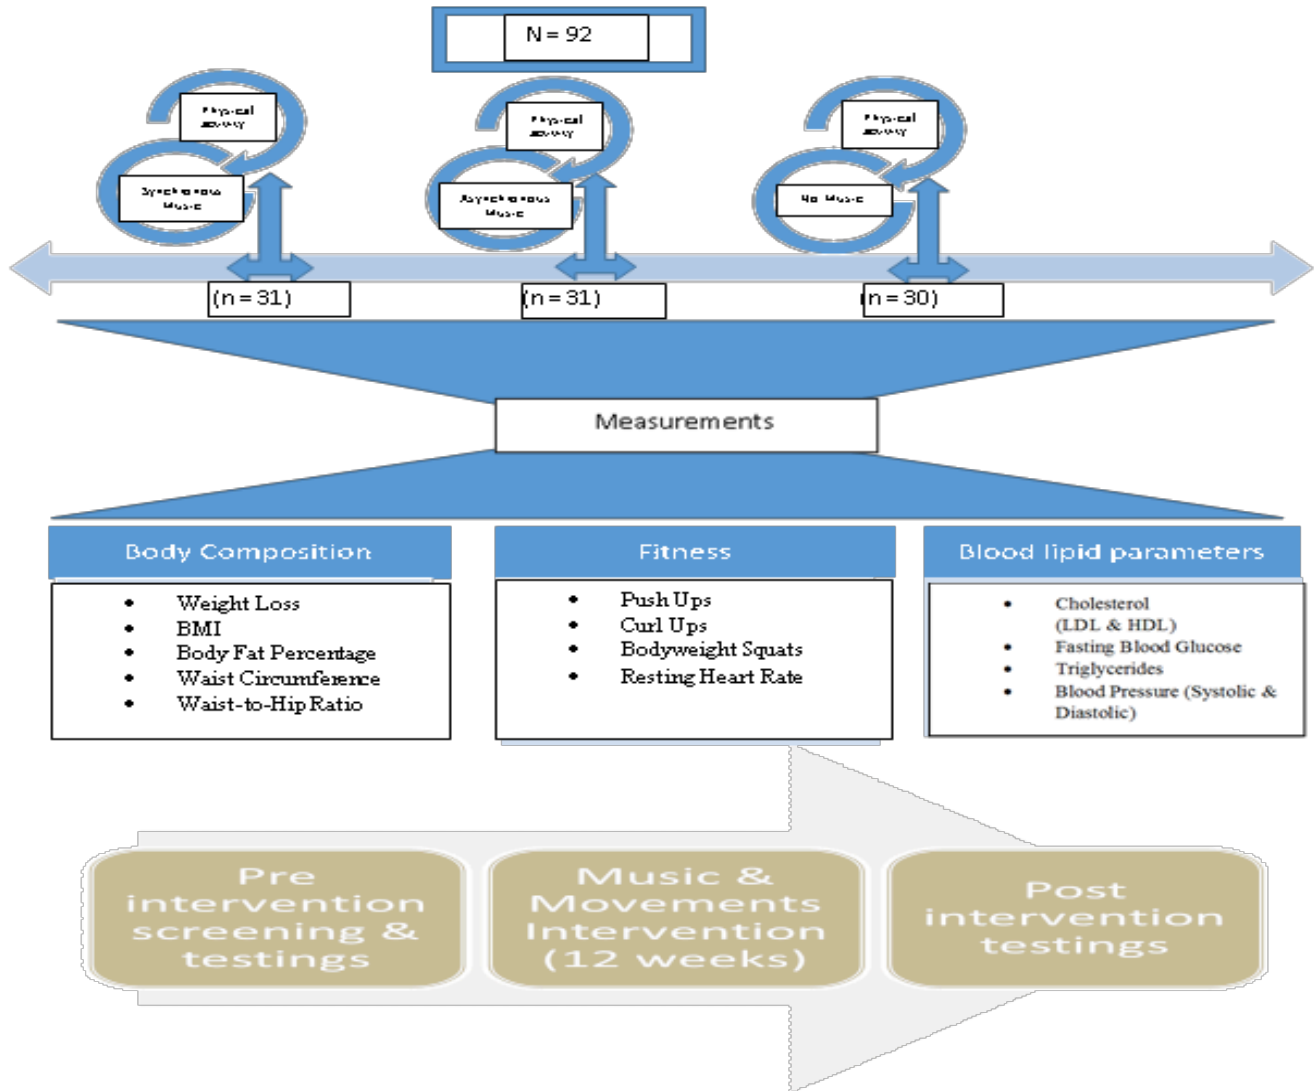 N = 92
Physical
activity
Physical
activity
Physical
activity
Synchronous
Music
Asynchronous
Music
No Music
(n = 31)
(n = 31)
(n = 30)
Measurements
Body Composition
• Weight Loss
• BMI
• Body Fat Percentage
• Waist Circumference
• Waist-to-Hip Ratio
Fitness
• Push Ups
• Curl Ups
• Bodyweight Squats
• Resting Heart Rate
Blood lipid parameters
• Cholesterol
(LDL & HDL)
• Fasting Blood Glucose
• Triglycerides
• Blood Pressure (Systolic &
Diastolic)
Pre
intervention
screening &
testings
Music &
Movements
Intervention
(12 weeks)
Post
intervention
testings